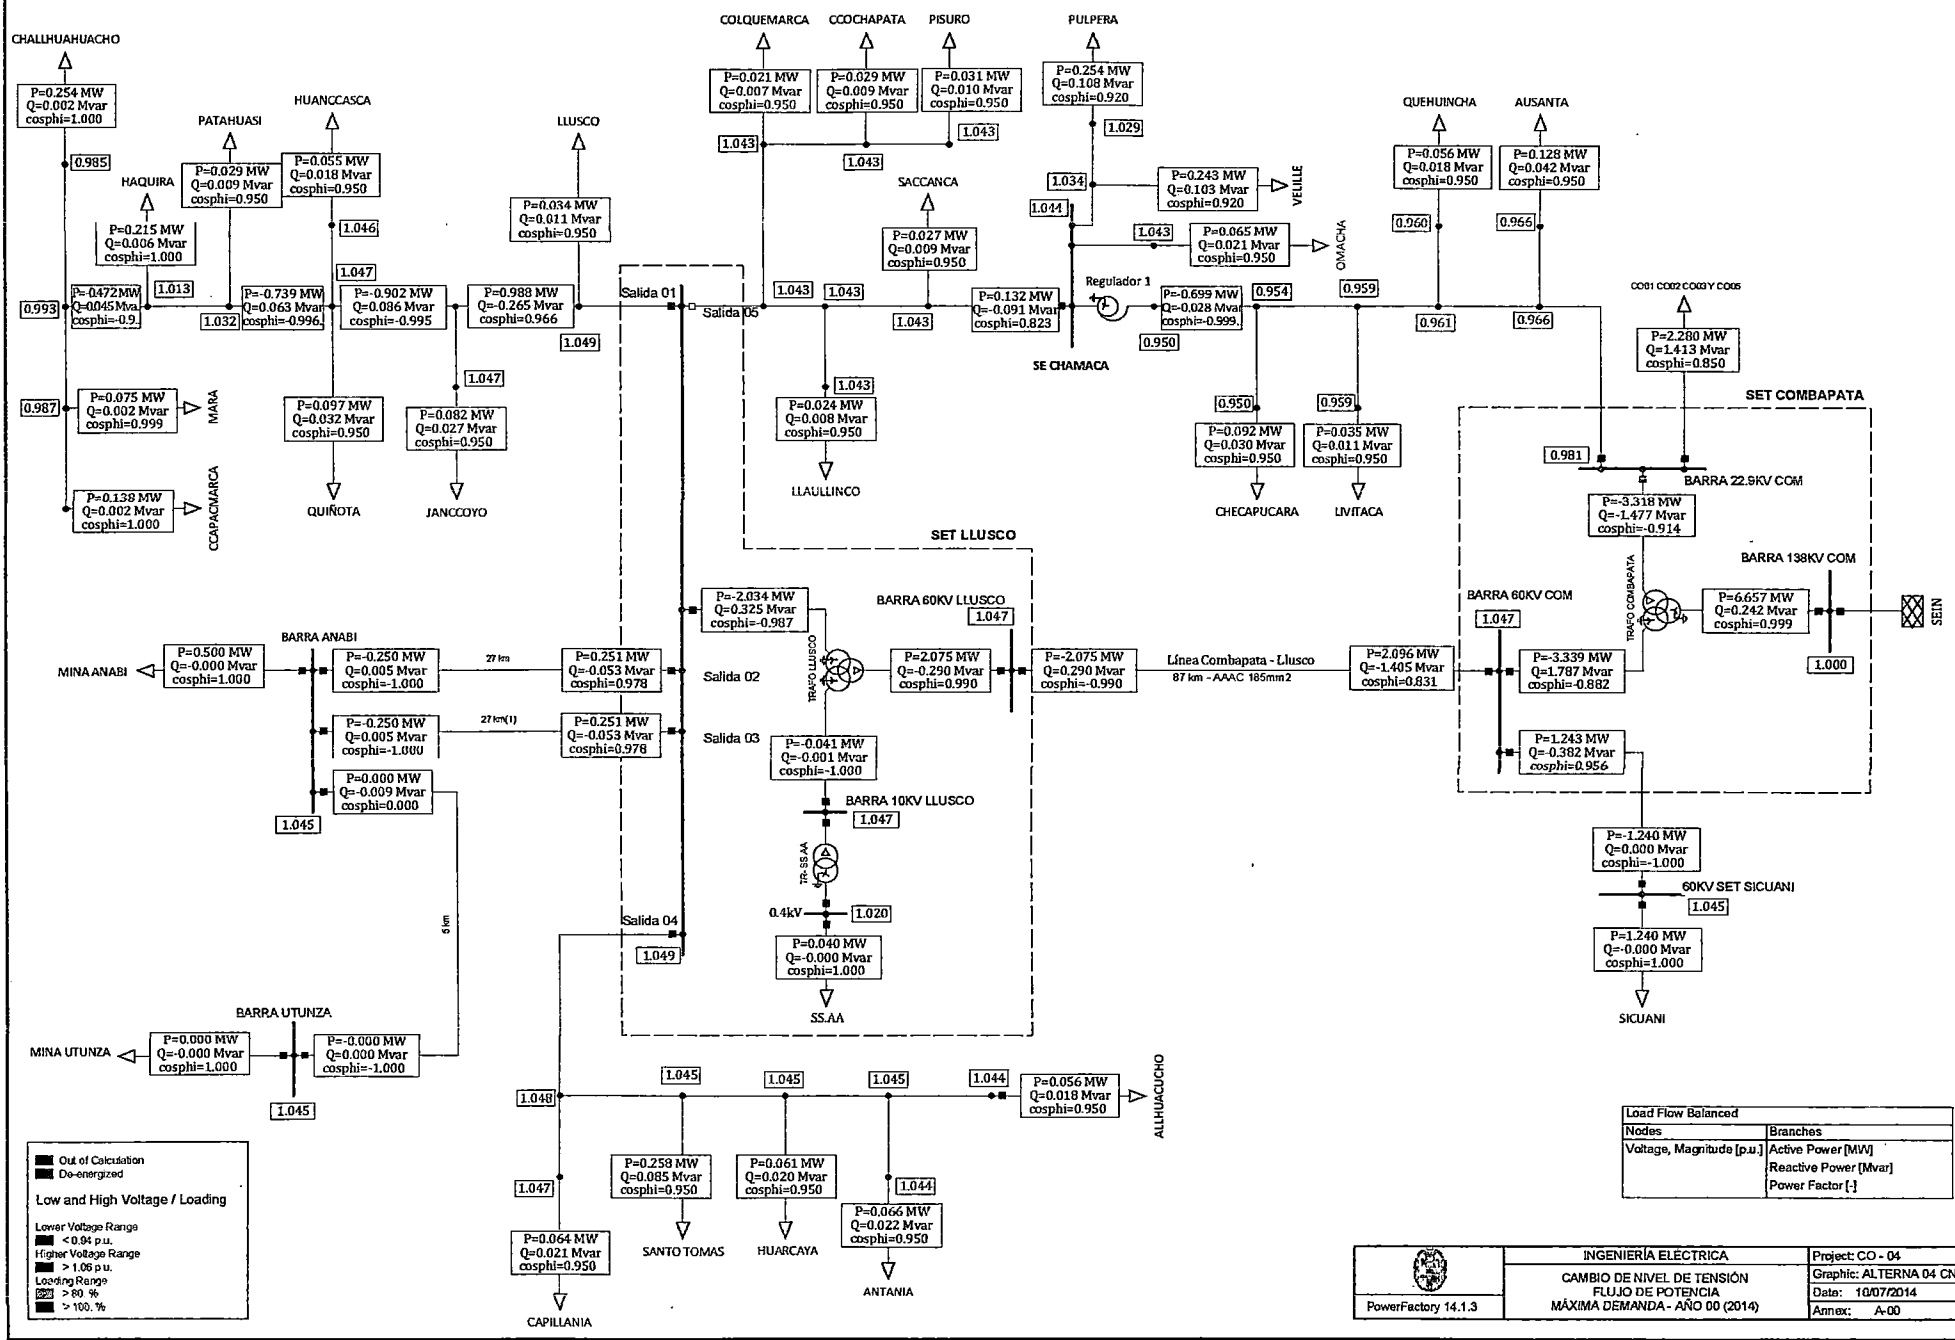 COLQUEMARCA
CCOCHAPATA
PISURO
PULPERA
CHALLHUAHUACHO
P=0.254 MW
Q=0.002 Mvar
cosphi=1.000
P=0.021 MW
Q=0.007 Mvar
cosphi=0.950
P=0.029 MW
Q=0.009 Mvar
cosphi=0.950
P=0.031 MW
Q=0.010 Mvar
cosphi=0.950
P=0.254 MW
Q=0.108 Mvar
cosphi=0.920
HUANCCASCA
PATAHUASI
LLUSCO
QUEHUINCHA
AUSANTA
1.043
1.043
1.043
1.029
0.985
HAQUIRA
P=0.029 MW
Q=0.009 Mvar
cosphi=0.950
P=0.055 MW
Q=0.018 Mvar
cosphi=0.950
P=0.056 MW
Q=0.018 Mvar
cosphi=0.950
P=0.128 MW
Q=0.042 Mvar
cosphi=0.950
SACCANCA
1.034
P=0.243 MW
Q=0.103 Mvar
cosphi=0.920
VELILLE
P=0.215 MW
Q=0.006 Mvar
cosphi=1.000
P=0.034 MW
Q=0.011 Mvar
cosphi=0.950
1.046
P=0.027 MW
Q=0.009 Mvar
cosphi=0.950
1.044
1.043
P=0.065 MW
Q=0.021 Mvar
cosphi=0.950
OMACHA
0.960
0.966
1.047
1.013
0.993
P=-0.472 MW
Q=0.045 Mva
cosphi=-0.9.
1.032
P=-0.739 MW
Q=0.063 Mvar
cosphi=-0.996.
P=-0.902 MW
Q=0.086 Mvar
cosphi=-0.995
P=0.988 MW
Q=-0.265 Mvar
cosphi=0.966
1.049
Salida 01
Salida 05
1.043
1.043
1.043
P=0.132 MW
Q=-0.091 Mvar
cosphi=0.823
Regulador 1
P=-0.699 MW
Q=-0.028 Mvar
cosphi=-0.999.
0.950
0.954
0.959
0.961
0.966
CO01 CO02 CO03 Y CO05
P=2.280 MW
Q=1.413 Mvar
cosphi=0.850
SE CHAMACA
1.047
1.043
SET COMBAPATA
0.987
P=0.075 MW
Q=0.002 Mvar
cosphi=0.999
MARA
P=0.097 MW
Q=0.032 Mvar
cosphi=0.950
P=0.082 MW
Q=0.027 Mvar
cosphi=0.950
P=0.024 MW
Q=0.008 Mvar
cosphi=0.950
0.950
0.959
P=0.092 MW
Q=0.030 Mvar
cosphi=0.950
P=0.035 MW
Q=0.011 Mvar
cosphi=0.950
0.981
BARRA 22.9KV COM
P=0.138 MW
Q=0.002 Mvar
cosphi=1.000
CCAPACMARCA
QUIÑOTA
JANCCOYO
LLAULLINCO
CHECAPUCARA
LIVITACA
P=-3.318 MW
Q=-1.477 Mvar
cosphi=-0.914
SET LLUSCO
BARRA 138KV COM
P=-2.034 MW
Q=0.325 Mvar
cosphi=-0.987
BARRA 60KV LLUSCO
1.047
BARRA 60KV COM
1.047
TRAFO COMBAPATA
P=6.657 MW
Q=0.242 Mvar
cosphi=0.999
SEIN
1.000
BARRA ANABI
MINA ANABI
P=0.500 MW
Q=-0.000 Mvar
cosphi=1.000
P=-0.250 MW
Q=0.005 Mvar
cosphi=-1.000
27 km
P=0.251 MW
Q=-0.053 Mvar
cosphi=0.978
Salida 02
TRAFO LLUSCO
P=2.075 MW
Q=-0.290 Mvar
cosphi=0.990
P=-2.075 MW
Q=0.290 Mvar
cosphi=-0.990
Línea Combapata - Llusco
87 km - AAAC 185mm2
P=2.096 MW
Q=-1.405 Mvar
cosphi=0.831
P=-3.339 MW
Q=1.787 Mvar
cosphi=-0.882
P=-0.250 MW
Q=0.005 Mvar
cosphi=-1.000
27 km(1)
P=0.251 MW
Q=-0.053 Mvar
cosphi=0.978
Salida 03
P=-0.041 MW
Q=-0.001 Mvar
cosphi=-1.000
P=1.243 MW
Q=-0.382 Mvar
cosphi=0.956
P=0.000 MW
Q=-0.009 Mvar
cosphi=0.000
1.045
BARRA 10KV LLUSCO
1.047
TR-SS.AA
P=-1.240 MW
Q=0.000 Mvar
cosphi=-1.000
60KV SET SICUANI
1.045
5 km
Salida 04
1.049
0.4kV
1.020
P=0.040 MW
Q=-0.000 Mvar
cosphi=1.000
SS.AA
P=1.240 MW
Q=-0.000 Mvar
cosphi=1.000
SICUANI
BARRA UTUNZA
MINA UTUNZA
P=0.000 MW
Q=-0.000 Mvar
cosphi=1.000
P=-0.000 MW
Q=0.000 Mvar
cosphi=-1.000
1.045
1.048
1.045
1.045
1.045
1.044
P=0.056 MW
Q=0.018 Mvar
cosphi=0.950
ALLHUACUCHO
1.047
P=0.258 MW
Q=0.085 Mvar
cosphi=0.950
P=0.061 MW
Q=0.020 Mvar
cosphi=0.950
1.044
P=0.066 MW
Q=0.022 Mvar
cosphi=0.950
P=0.064 MW
Q=0.021 Mvar
cosphi=0.950
SANTO TOMAS
HUARCAYA
ANTANIA
CAPILLANIA
Out of Calculation
De-energized
Low and High Voltage / Loading
Lower Voltage Range
< 0.94 p.u.
Higher Voltage Range
> 1.06 p.u.
Loading Range
> 80. %
> 100. %
Load Flow Balanced
Nodes
Branches
Voltage, Magnitude [p.u.]
Active Power [MW]
Reactive Power [Mvar]
Power Factor [-]
PowerFactory 14.1.3
INGENIERÍA ELÉCTRICA
CAMBIO DE NIVEL DE TENSIÓN
FLUJO DE POTENCIA
MÁXIMA DEMANDA - AÑO 00 (2014)
Project: CO - 04
Graphic: ALTERNA 04 CN
Date: 10/07/2014
Annex: A-00